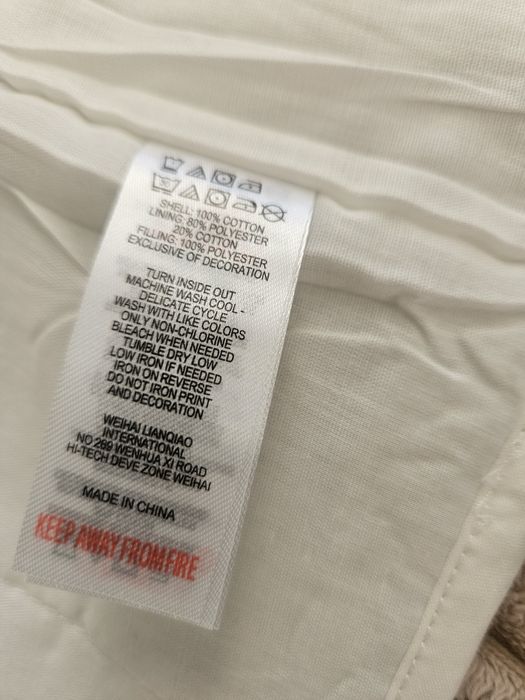 SHELL: 100% COTTON
LINING: 80% POLYESTER
20% COTTON
FILLING: 100% POLYESTER
EXCLUSIVE OF DECORATION
TURN INSIDE OUT
MACHINE WASH COOL -
DELICATE CYCLE
WASH WITH LIKE COLORS
ONLY NON-CHLORINE
BLEACH WHEN NEEDED
TUMBLE DRY LOW
LOW IRON IF NEEDED
IRON ON REVERSE
DO NOT IRON PRINT
AND DECORATION
WEIHAI LIANQIAO
INTERNATIONAL
NO 269 WENHUA XI ROAD
HI-TECH DEVE ZONE WEIHAI
MADE IN CHINA
KEEP AWAY FROM FIRE